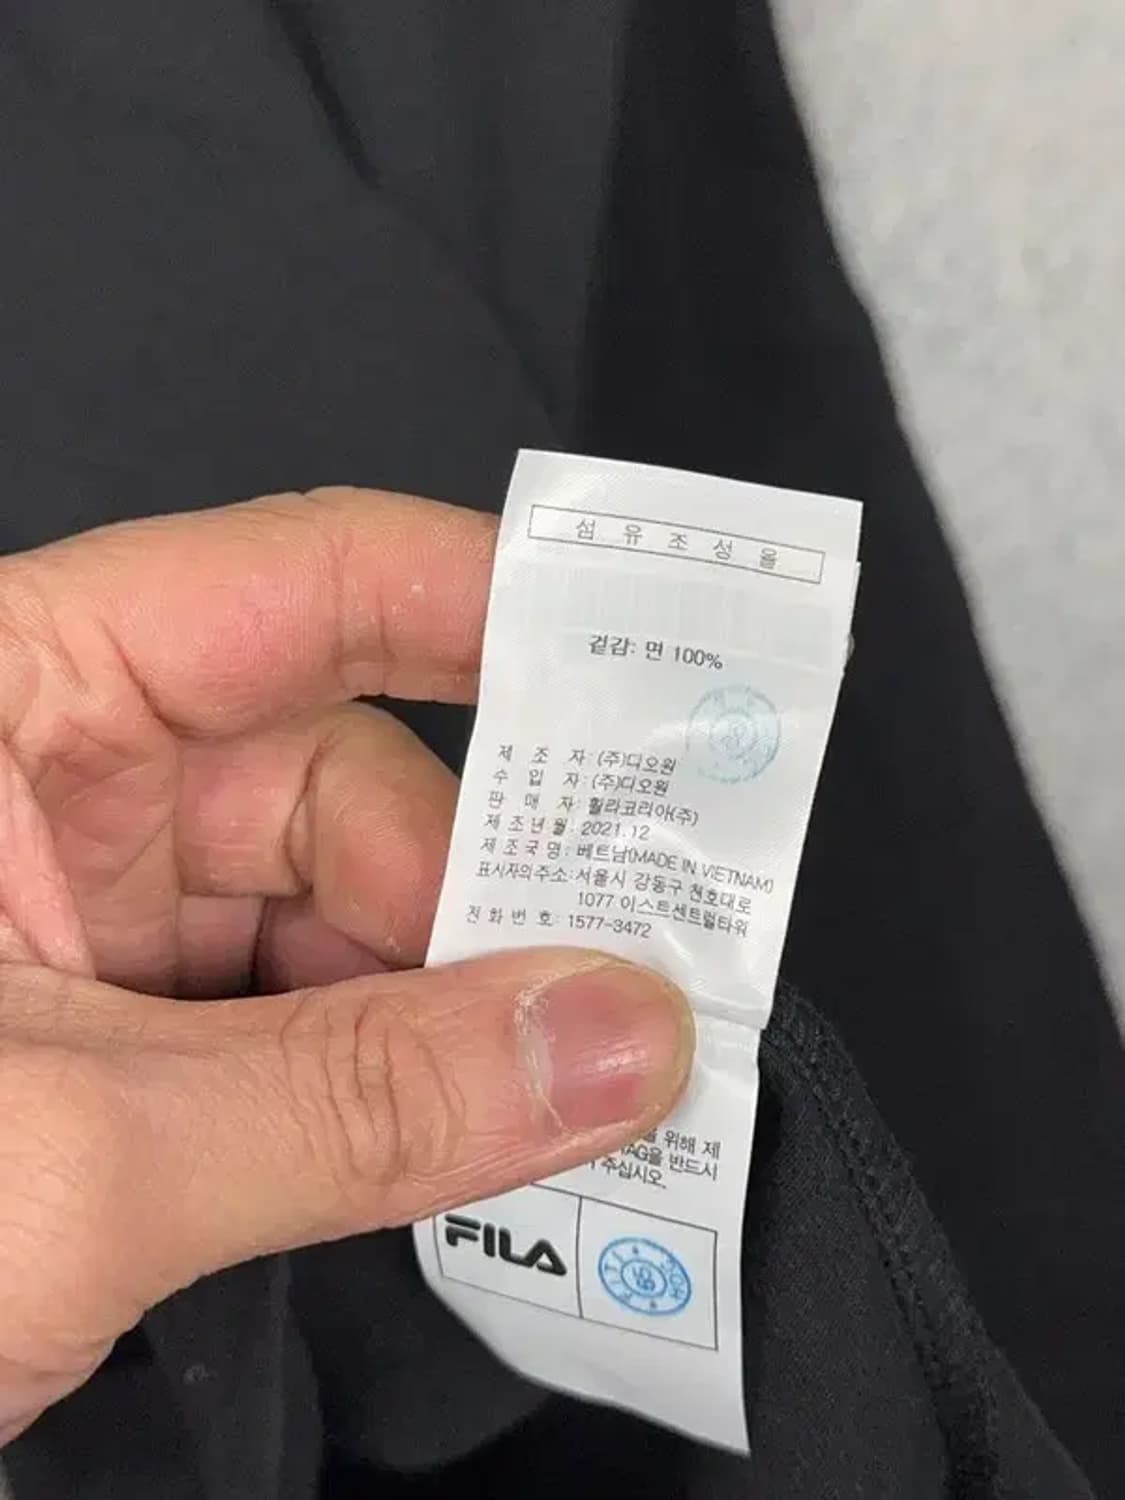 섬유조성율
겉감: 면 100%
제 조 자: (주)디오원
수 입 자: (주)디오원
판 매 자: 휠라코리아(주)
제조년월: 2021.12
제조국명: 베트남(MADE IN VIETNAM)
표시자의주소: 서울시 강동구 천호대로
1077 이스트센트럴타워
전화번호: 1577-3472
위해 제
TAG을 반드시
주십시오.
FILA
FITI